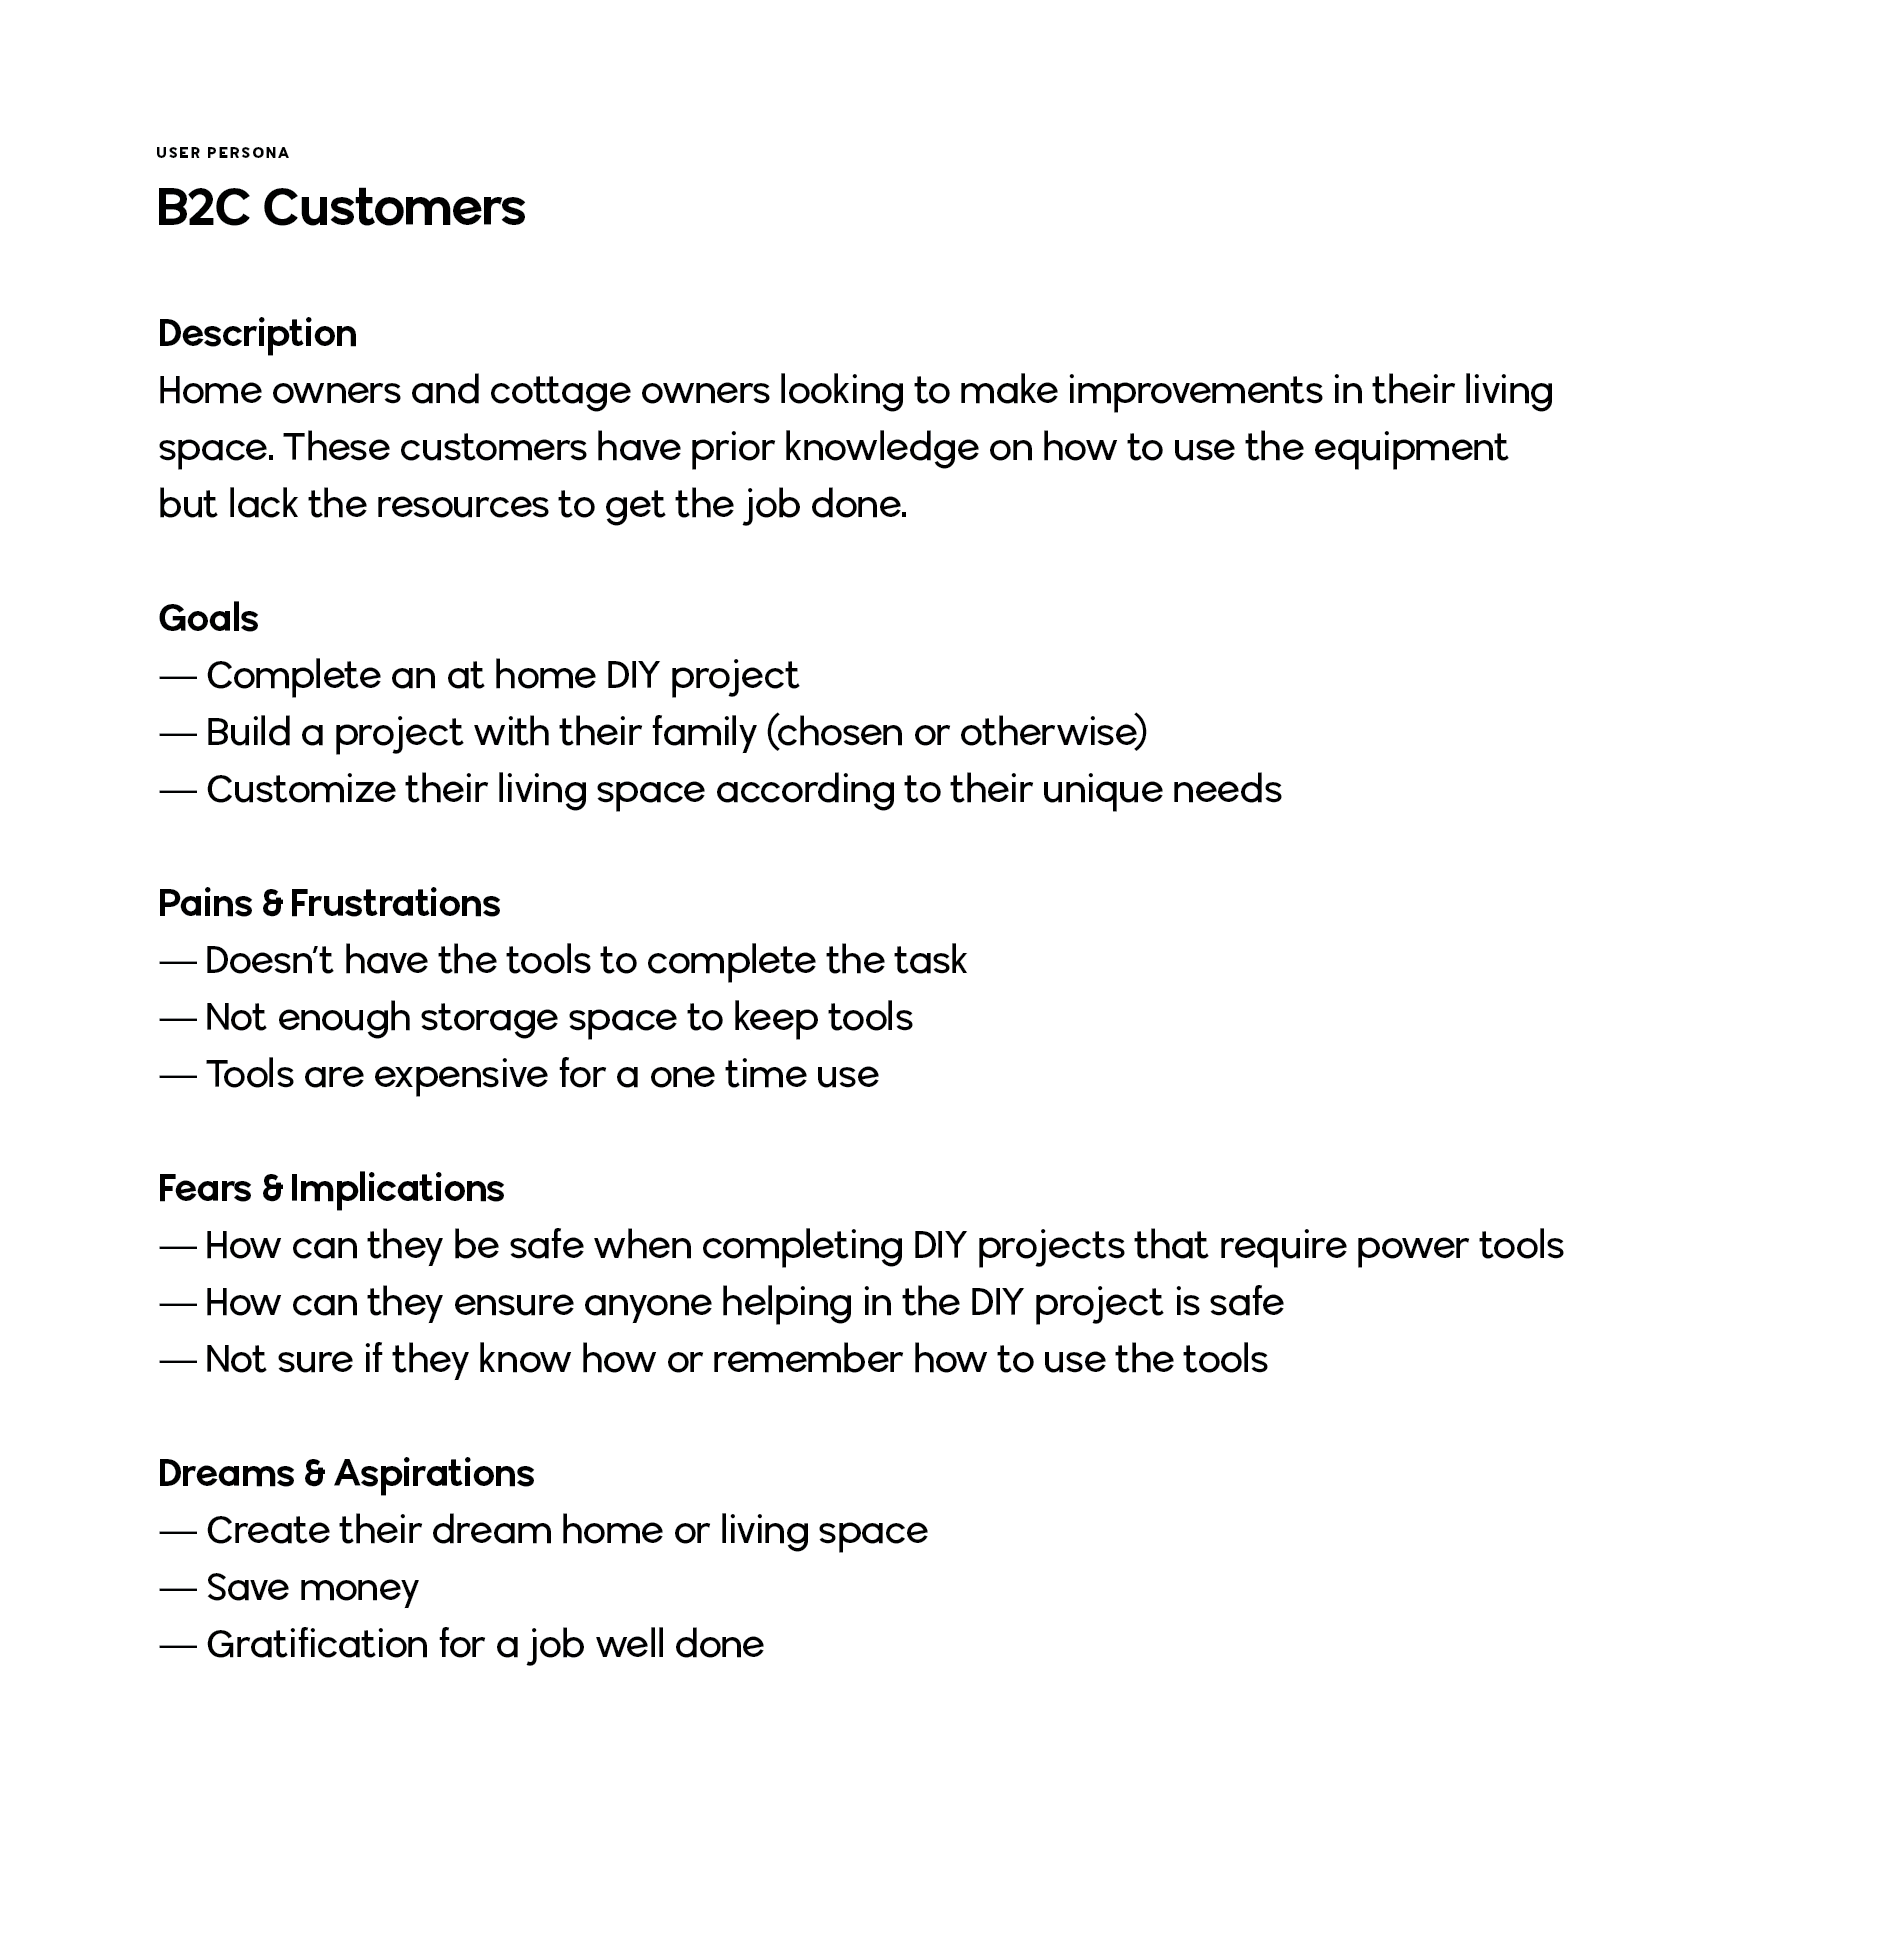 USER PERSONA
B2C Customers
Description
Home owners and cottage owners looking to make improvements in their living
space. These customers have prior knowledge on how to use the equipment
but lack the resources to get the job done.
Goals
— Complete an at home DIY project
— Build a project with their family (chosen or otherwise)
— Customize their living space according to their unique needs
Pains & Frustrations
— Doesn't have the tools to complete the task
— Not enough storage space to keep tools
— Tools are expensive for a one time use
Fears & Implications
— How can they be safe when completing DIY projects that require power tools
— How can they ensure anyone helping in the DIY project is safe
— Not sure if they know how or remember how to use the tools
Dreams & Aspirations
— Create their dream home or living space
— Save money
— Gratification for a job well done